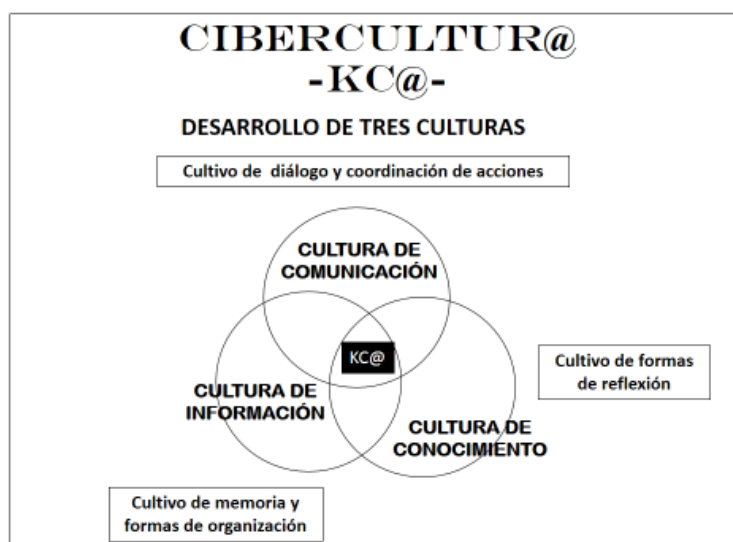 CIBERCULTUR@
-KC@-
DESARROLLO DE TRES CULTURAS
Cultivo de diálogo y coordinación de acciones
CULTURA DE
COMUNICACIÓN
KC@
Cultivo de formas
de reflexión
CULTURA DE
INFORMACIÓN
CULTURA DE
CONOCIMIENTO
Cultivo de memoria y
formas de organización